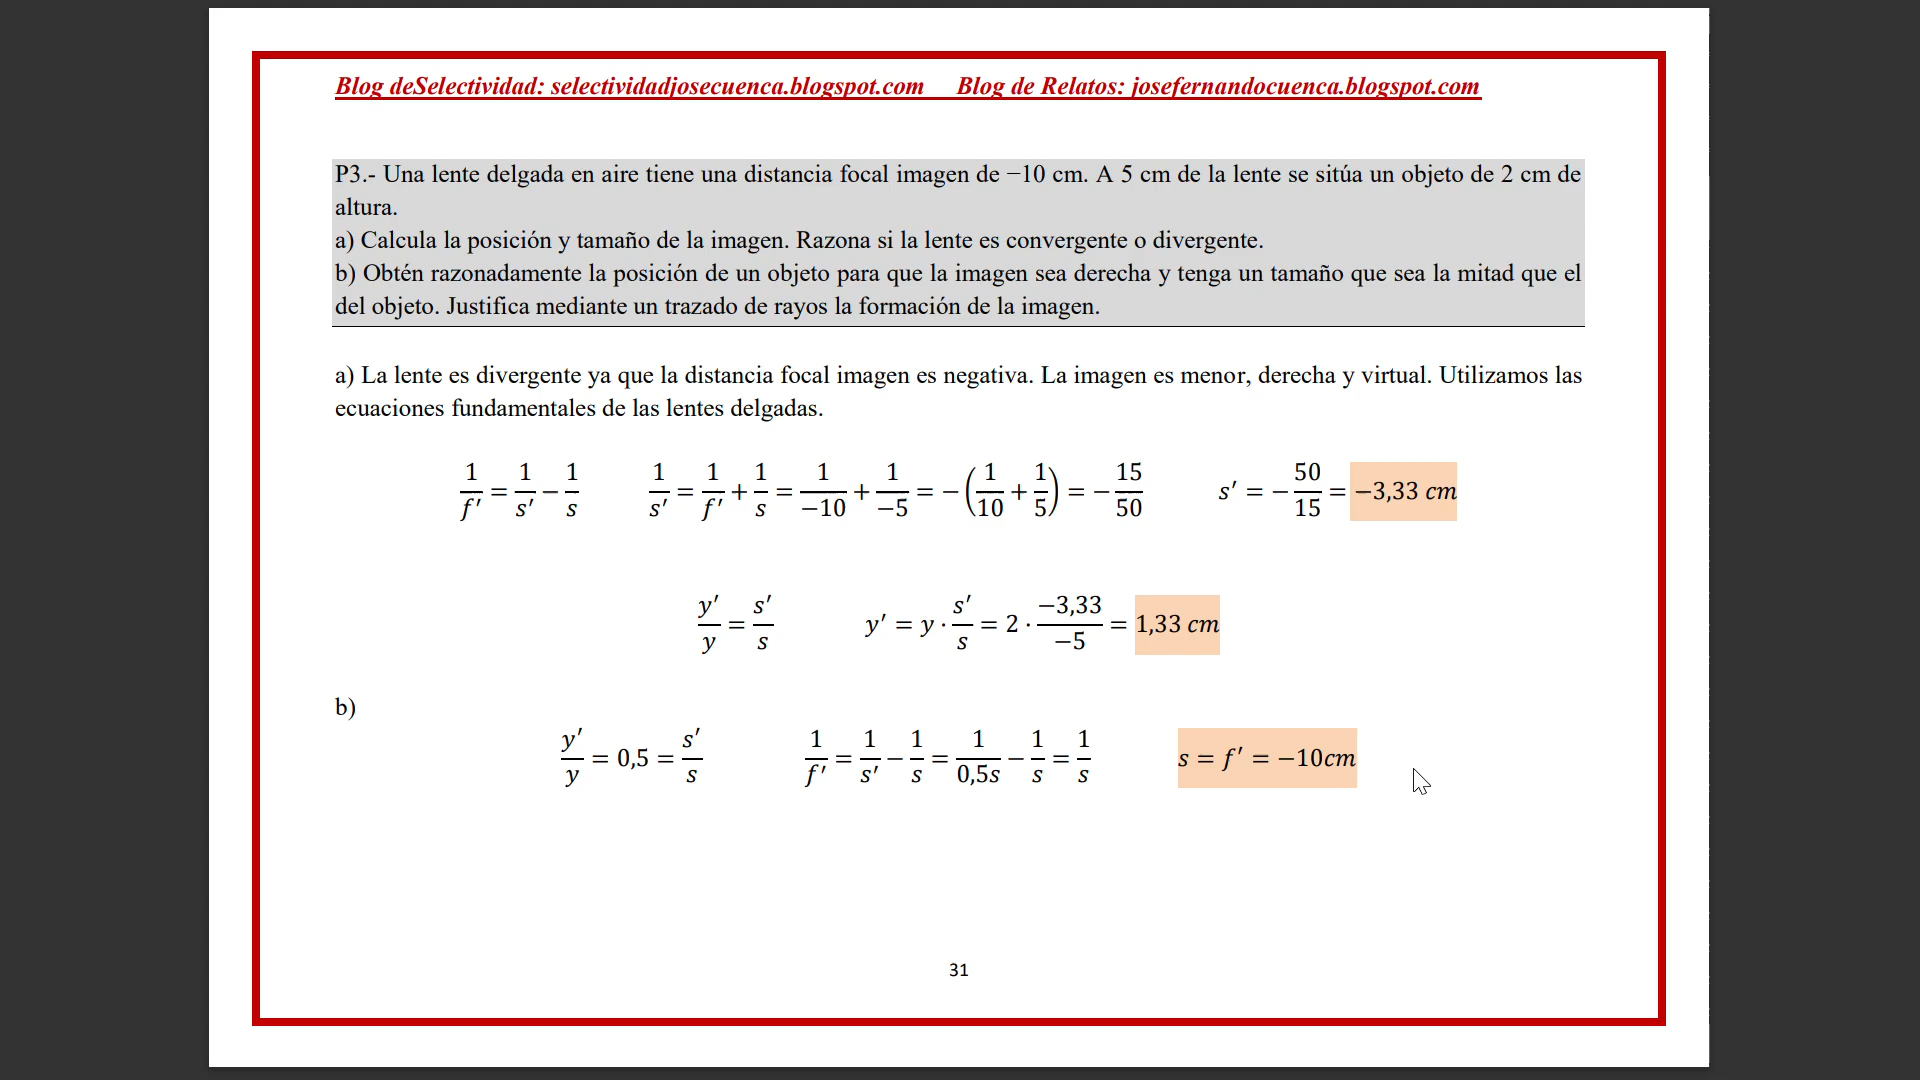 Blog deSelectividad: selectividadjosecuenca.blogspot.com Blog de Relatos: josefernandocuenca.blogspot.com
P3.- Una lente delgada en aire tiene una distancia focal imagen de −10 cm. A 5 cm de la lente se sitúa un objeto de 2 cm de
altura.
a) Calcula la posición y tamaño de la imagen. Razona si la lente es convergente o divergente.
b) Obtén razonadamente la posición de un objeto para que la imagen sea derecha y tenga un tamaño que sea la mitad que el
del objeto. Justifica mediante un trazado de rayos la formación de la imagen.
a) La lente es divergente ya que la distancia focal imagen es negativa. La imagen es menor, derecha y virtual. Utilizamos las
ecuaciones fundamentales de las lentes delgadas.
1/f′ = 1/s′ − 1/s 1/s′ = 1/f′ + 1/s = 1/−10 + 1/−5 = −(1/10 + 1/5) = −15/50 s′ = −50/15 = −3,33 cm
y′/y = s′/s y′ = y · s′/s = 2 · −3,33/−5 = 1,33 cm
b)
y′/y = 0,5 = s′/s 1/f′ = 1/s′ − 1/s = 1/0,5s − 1/s = 1/s s = f′ = −10cm
31